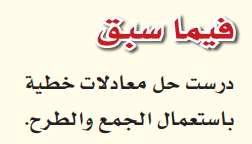 فيما سبق
درست حل معادلات خطية
باستعمال الجمع والطرح.